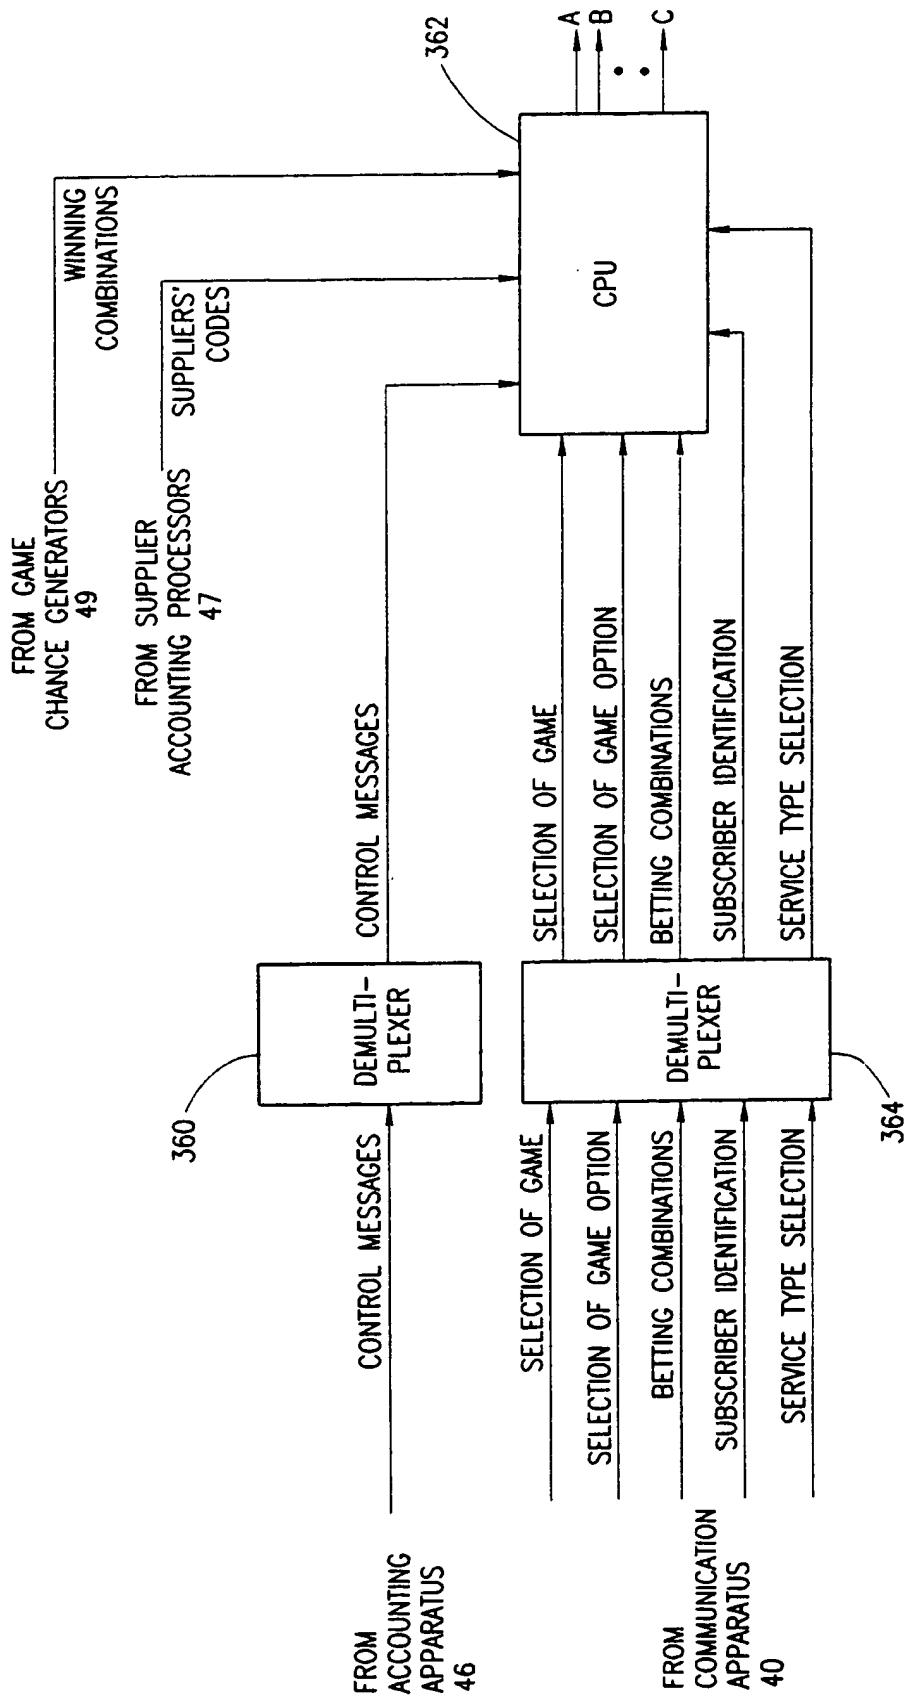 FROM GAME
CHANCE GENERATORS
49
WINNING
COMBINATIONS
FROM SUPPLIER
ACCOUNTING PROCESSORS
47
SUPPLIERS'
CODES
362
360
FROM
ACCOUNTING
APPARATUS
46
CONTROL MESSAGES
DEMULTI-
PLEXER
CONTROL MESSAGES
CPU
A
B
C
FROM
COMMUNICATION
APPARATUS
40
SELECTION OF GAME
SELECTION OF GAME OPTION
BETTING COMBINATIONS
SUBSCRIBER IDENTIFICATION
SERVICE TYPE SELECTION
DEMULTI-
PLEXER
364
SELECTION OF GAME
SELECTION OF GAME OPTION
BETTING COMBINATIONS
SUBSCRIBER IDENTIFICATION
SERVICE TYPE SELECTION